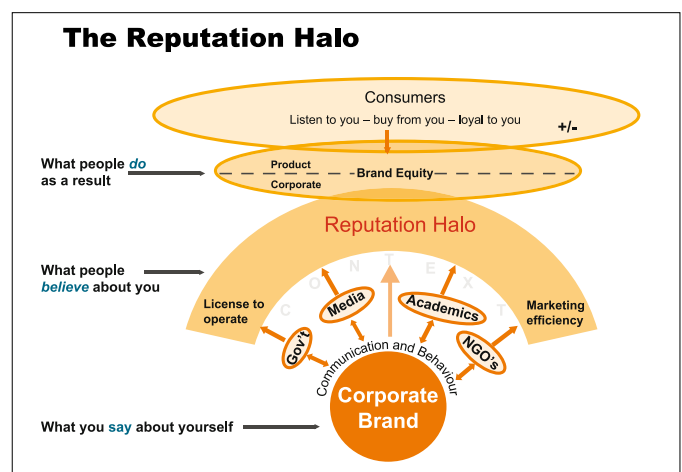 The Reputation Halo
Consumers
Listen to you – buy from you – loyal to you
+/-
What people do
as a result
Product
Brand Equity
Corporate
Reputation Halo
CONTEXT
What people
believe about you
License to
operate
Media
Academics
Marketing
efficiency
Gov't
NGO's
Communication and Behaviour
Corporate
Brand
What you say about yourself